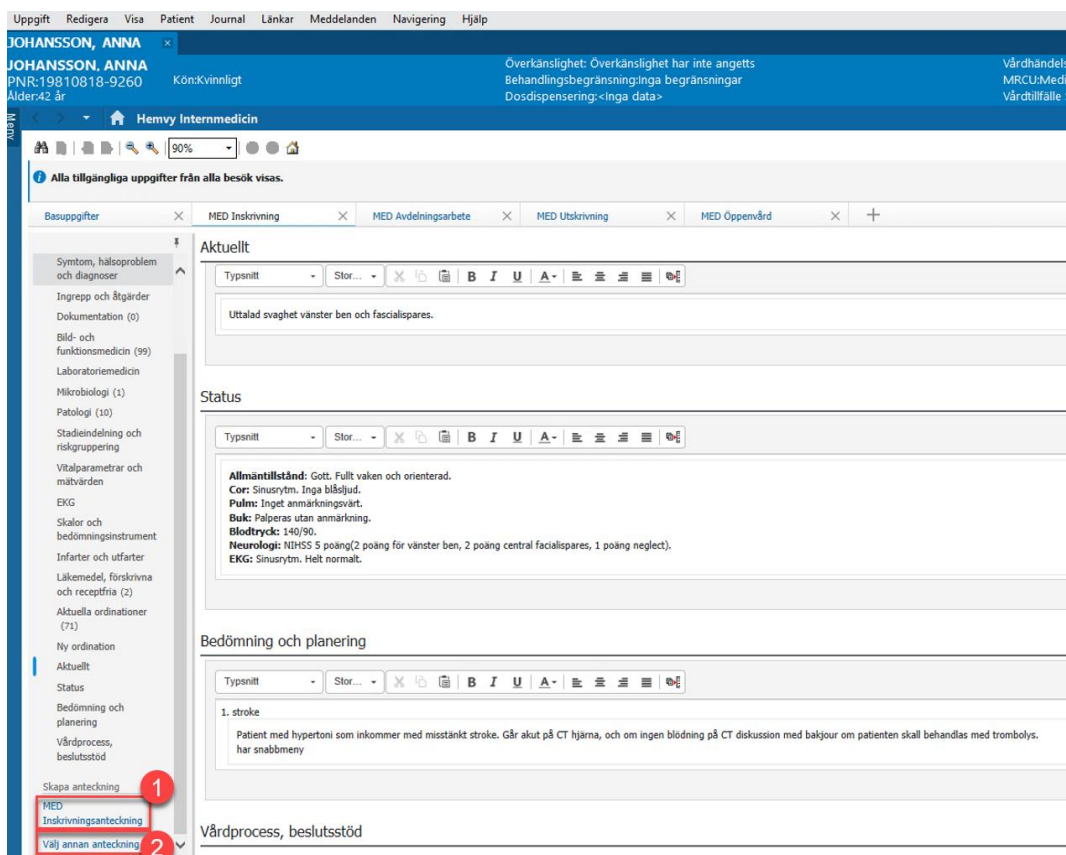 Uppgift Redigera Visa Patient Journal Länkar Meddelanden Navigering Hjälp
JOHANSSON, ANNA
JOHANSSON, ANNA
PNR:19810818-9260 Kön:Kvinnligt
Ålder:42 år
Överkänslighet: Överkänslighet har inte angetts
Behandlingsbegränsning:Inga begränsningar
Dosdispensering:<Inga data>
Vårdhändels
MRCU:Medi
Vårdtillfälle
Meny
Hemvy Internmedicin
90%
Alla tillgängliga uppgifter från alla besök visas.
Basuppgifter MED Inskrivning MED Avdelningsarbete MED Utskrivning MED Öppenvård
Symtom, hälsoproblem
och diagnoser
Ingrepp och åtgärder
Dokumentation (0)
Bild- och
funktionsmedicin (99)
Laboratoriemedicin
Mikrobiologi (1)
Patologi (10)
Stadieindelning och
riskgruppering
Vitalparametrar och
mätvärden
EKG
Skalor och
bedömningsinstrument
Infarter och utfarter
Läkemedel, förskrivna
och receptfria (2)
Aktuella ordinationer
(71)
Ny ordination
Aktuellt
Status
Bedömning och
planering
Vårdprocess,
beslutsstöd
Skapa anteckning
1
MED
Inskrivningsanteckning
Välj annan anteckning
2
Aktuellt
Typsnitt Stor... B I U A
Uttalad svaghet vänster ben och fascialispares.
Status
Typsnitt Stor... B I U A
Allmäntillstånd: Gott. Fullt vaken och orienterad.
Cor: Sinusrytm. Inga blåsljud.
Pulm: Inget anmärkningsvärt.
Buk: Palperas utan anmärkning.
Blodtryck: 140/90.
Neurologi: NIHSS 5 poäng(2 poäng för vänster ben, 2 poäng central facialispares, 1 poäng neglect).
EKG: Sinusrytm. Helt normalt.
Bedömning och planering
Typsnitt Stor... B I U A
1. stroke
Patient med hypertoni som inkommer med misstänkt stroke. Går akut på CT hjärna, och om ingen blödning på CT diskussion med bakjour om patienten skall behandlas med trombolys.
har snabbmeny
Vårdprocess, beslutsstöd